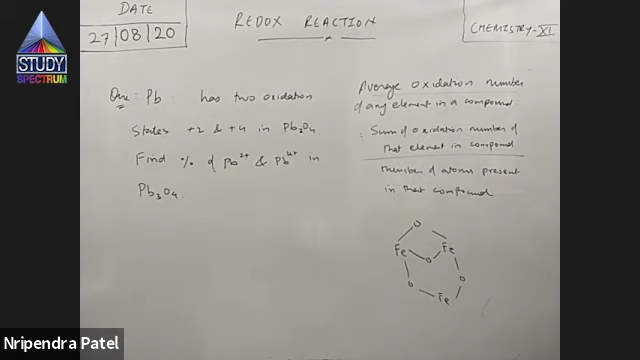 DATE
27/08/20
REDOX REACTION
CHEMISTRY-XI
STUDY
SPECTRUM
Que: Pb has two oxidation
States +2 & +4 in Pb₃O₄.
Find % of Pb²⁺ & Pb⁴⁺ in
Pb₃O₄.
Average Oxidation number
of any element in a compound:
: Sum of Oxidation number of
that element in compound
number of atoms present
in that compound
O
Fe Fe
O
O O
Fe
Nripendra Patel